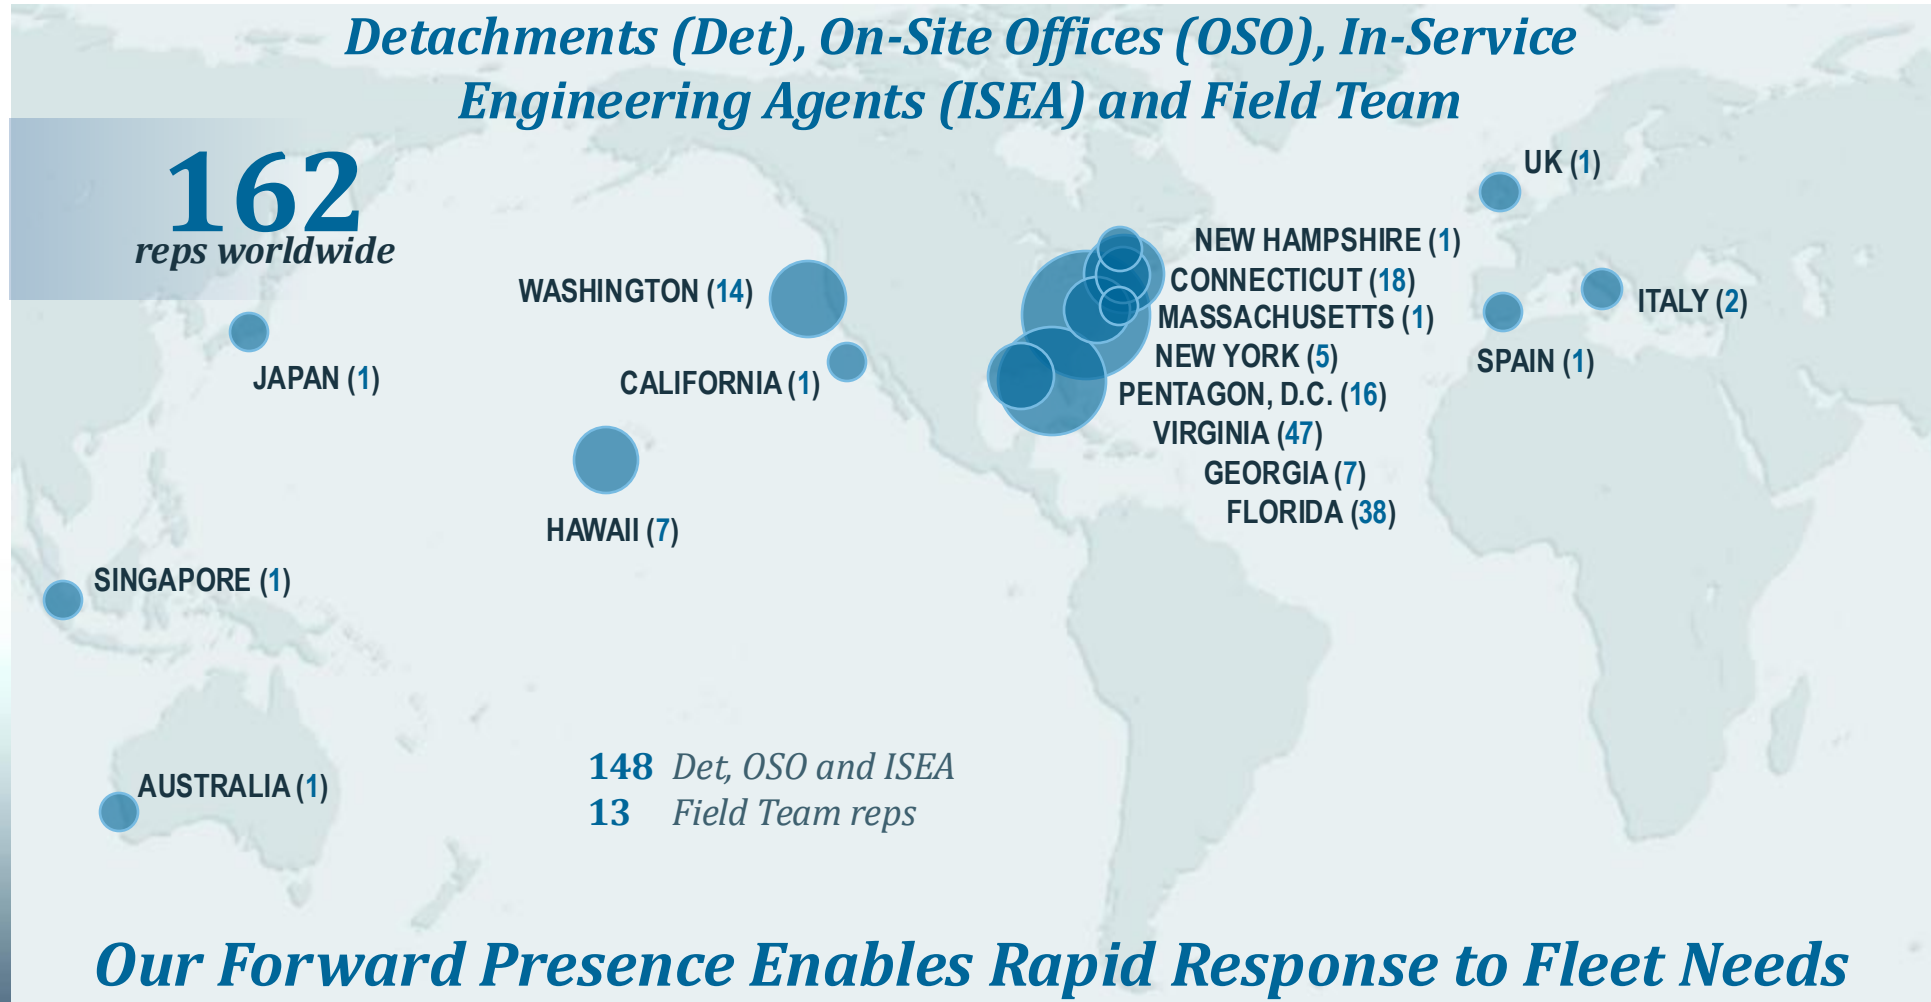 Detachments (Det), On-Site Offices (OSO), In-Service
Engineering Agents (ISEA) and Field Team
162
reps worldwide
UK (1)
NEW HAMPSHIRE (1)
WASHINGTON (14)
CONNECTICUT (18)
ITALY (2)
MASSACHUSETTS (1)
NEW YORK (5)
SPAIN (1)
JAPAN (1)
CALIFORNIA (1)
PENTAGON, D.C. (16)
VIRGINIA (47)
GEORGIA (7)
FLORIDA (38)
HAWAII (7)
SINGAPORE (1)
AUSTRALIA (1)
148 Det, OSO and ISEA
13 Field Team reps
Our Forward Presence Enables Rapid Response to Fleet Needs